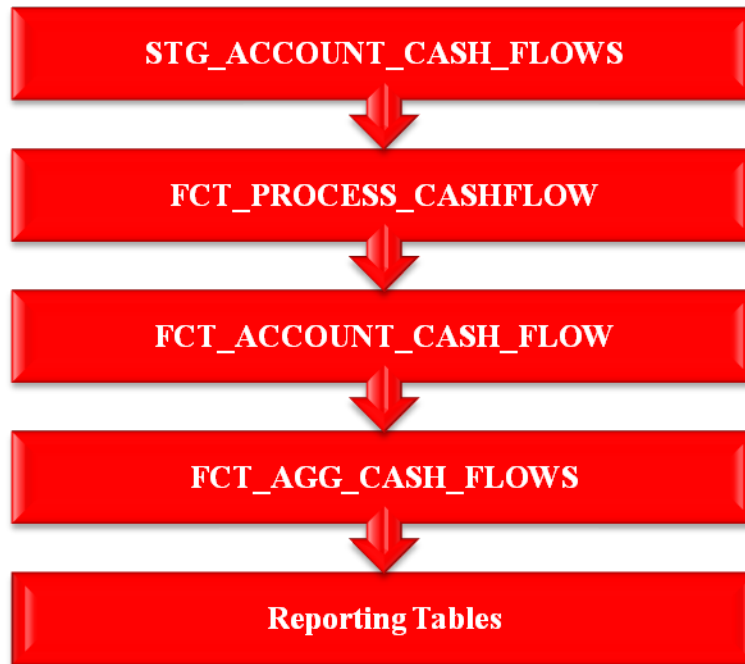 STG_ACCOUNT_CASH_FLOWS
FCT_PROCESS_CASHFLOW
FCT_ACCOUNT_CASH_FLOW
FCT_AGG_CASH_FLOWS
Reporting Tables